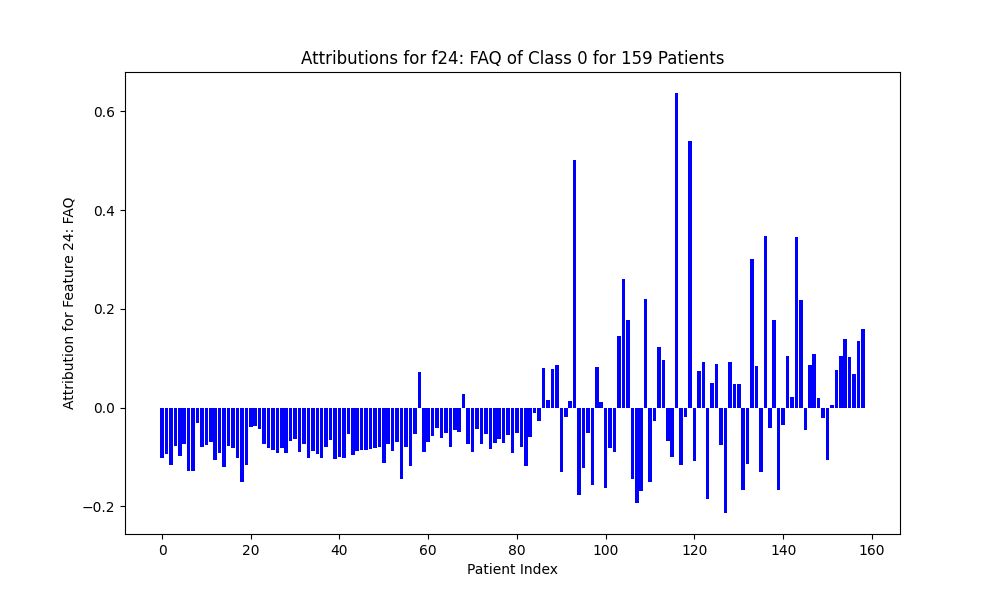 Attributions for f24: FAQ of Class 0 for 159 Patients
Attribution for Feature 24: FAQ
0.6
0.4
0.2
0.0
−0.2
0 20 40 60 80 100 120 140 160
Patient Index